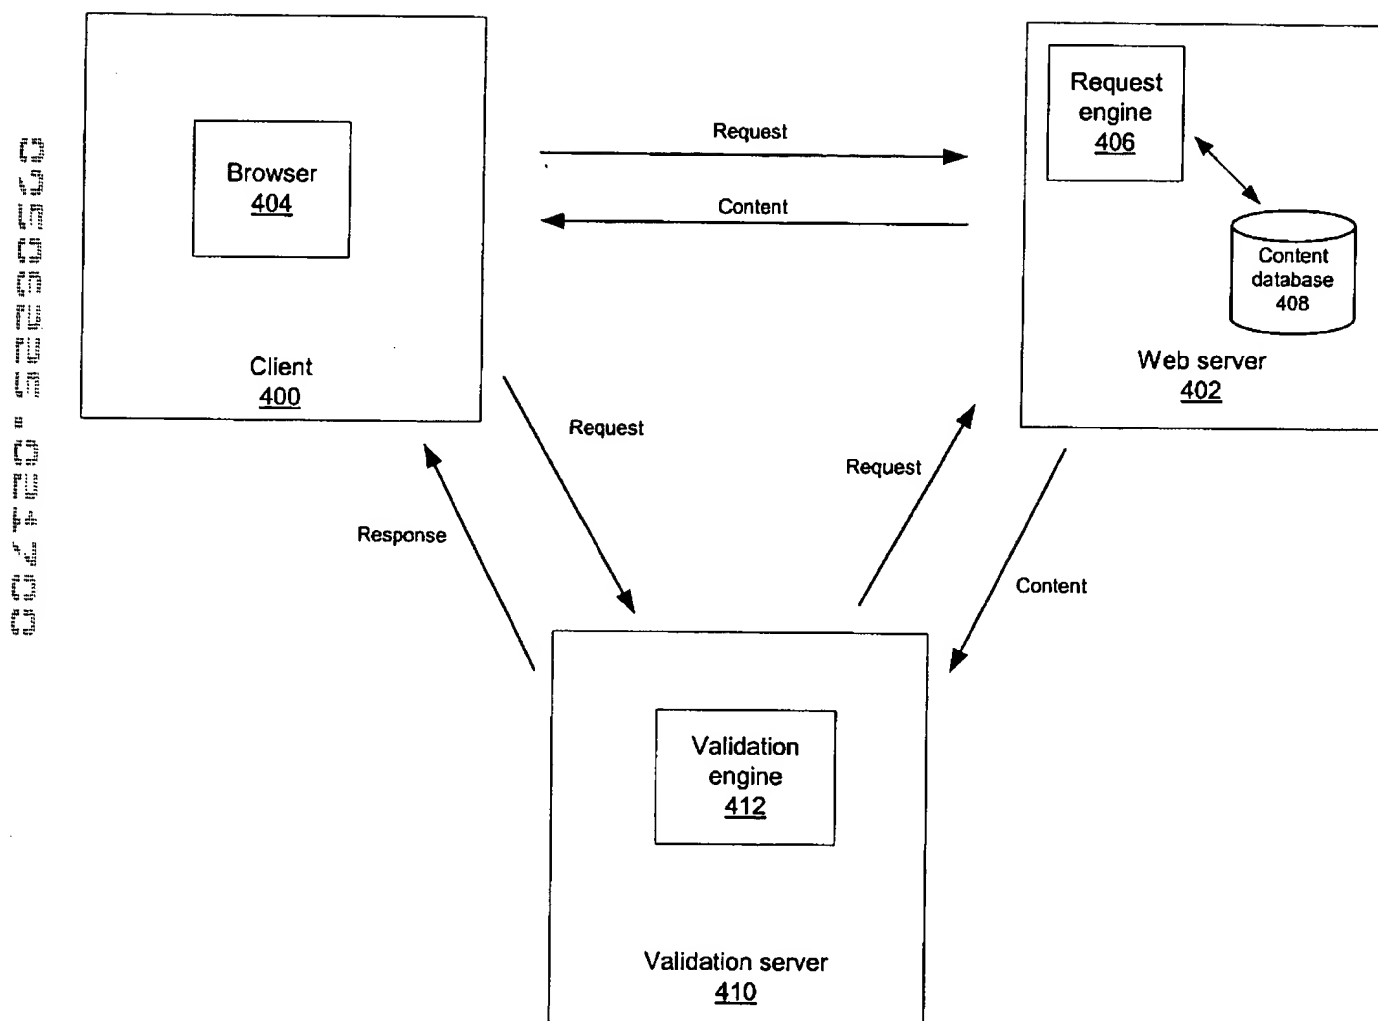 Browser
404
Client
400
Request
Content
Request
engine
406
Content
database
408
Web server
402
Request
Response
Request
Content
Validation
engine
412
Validation server
410